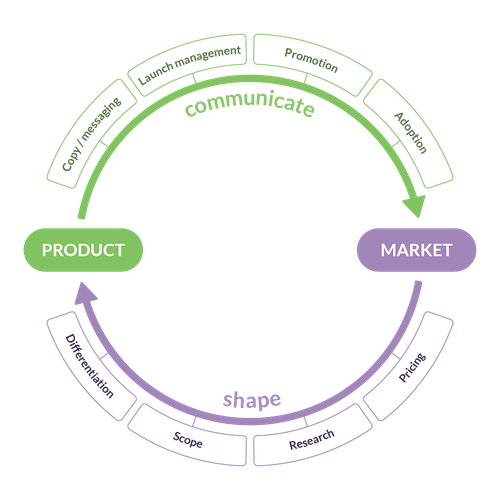 Launch management
Promotion
Copy / messaging
communicate
Adoption
PRODUCT
MARKET
Differentiation
shape
Pricing
Scope
Research